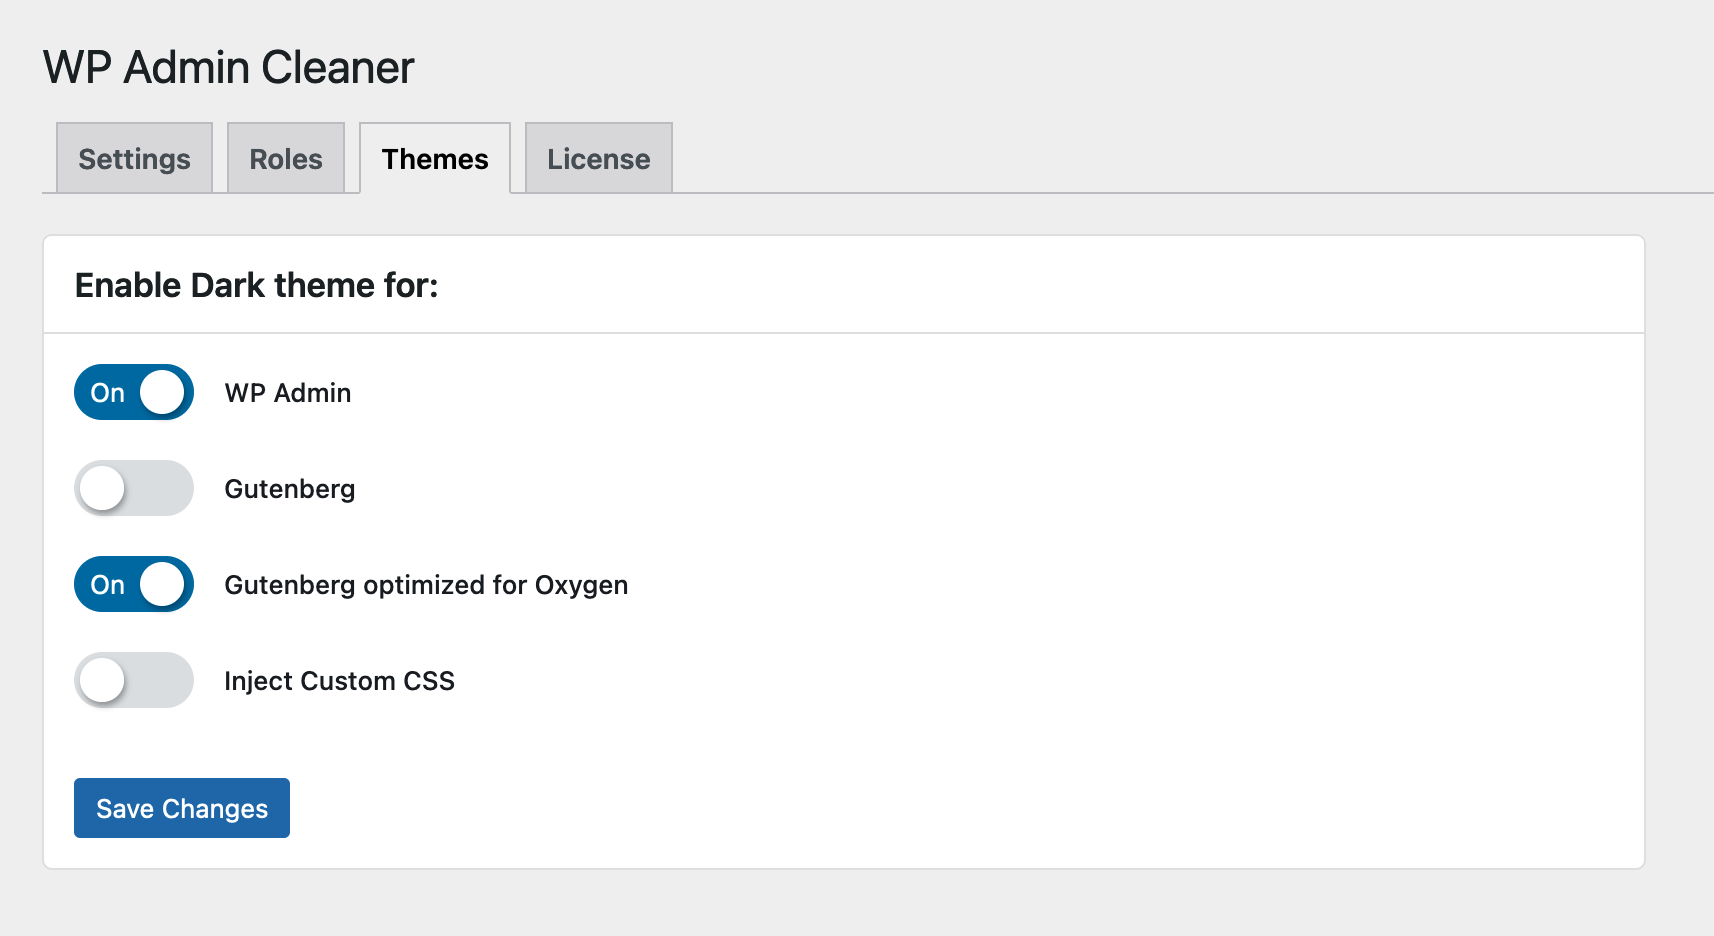 WP Admin Cleaner
Settings Roles Themes License
Enable Dark theme for:
On WP Admin
Gutenberg
On Gutenberg optimized for Oxygen
Inject Custom CSS
Save Changes